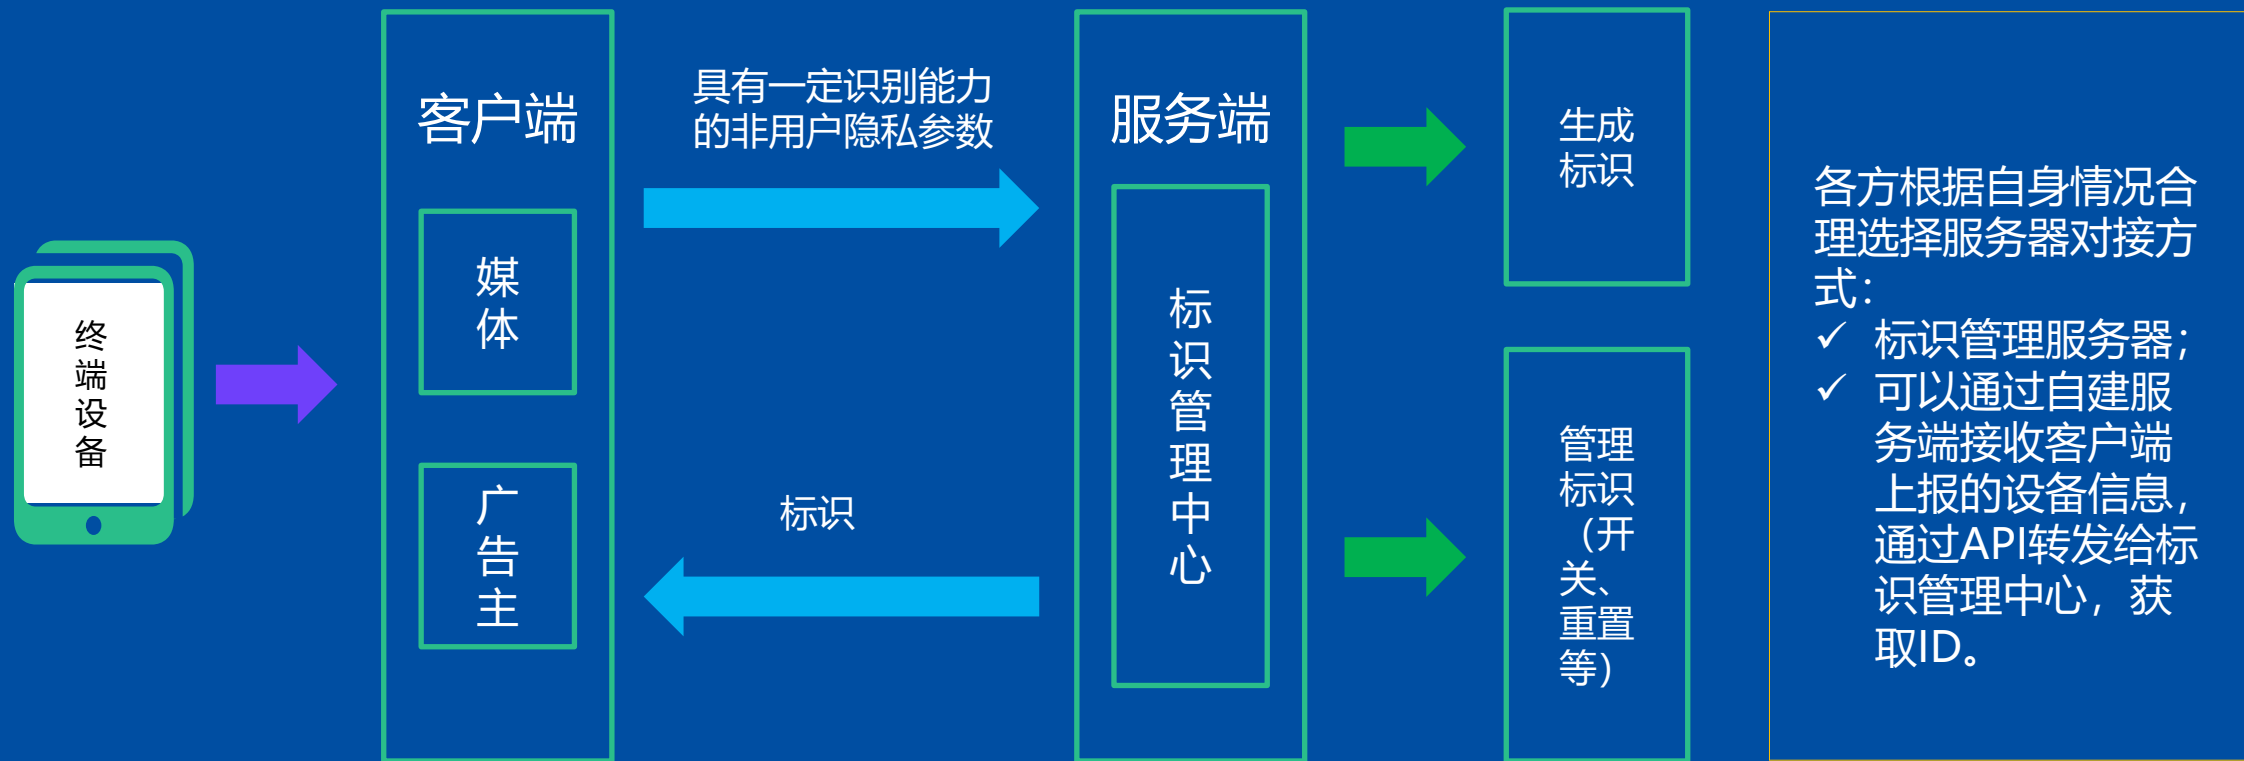 终
端
设
备
客户端
媒
体
广
告
主
具有一定识别能力
的非用户隐私参数
标识
服务端
标
识
管
理
中
心
生成
标识
管理
标识
（开
关、
重置
等）
各方根据自身情况合
理选择服务器对接方
式：
✓ 标识管理服务器；
✓ 可以通过自建服
务端接收客户端
上报的设备信息，
通过API转发给标
识管理中心，获
取ID。